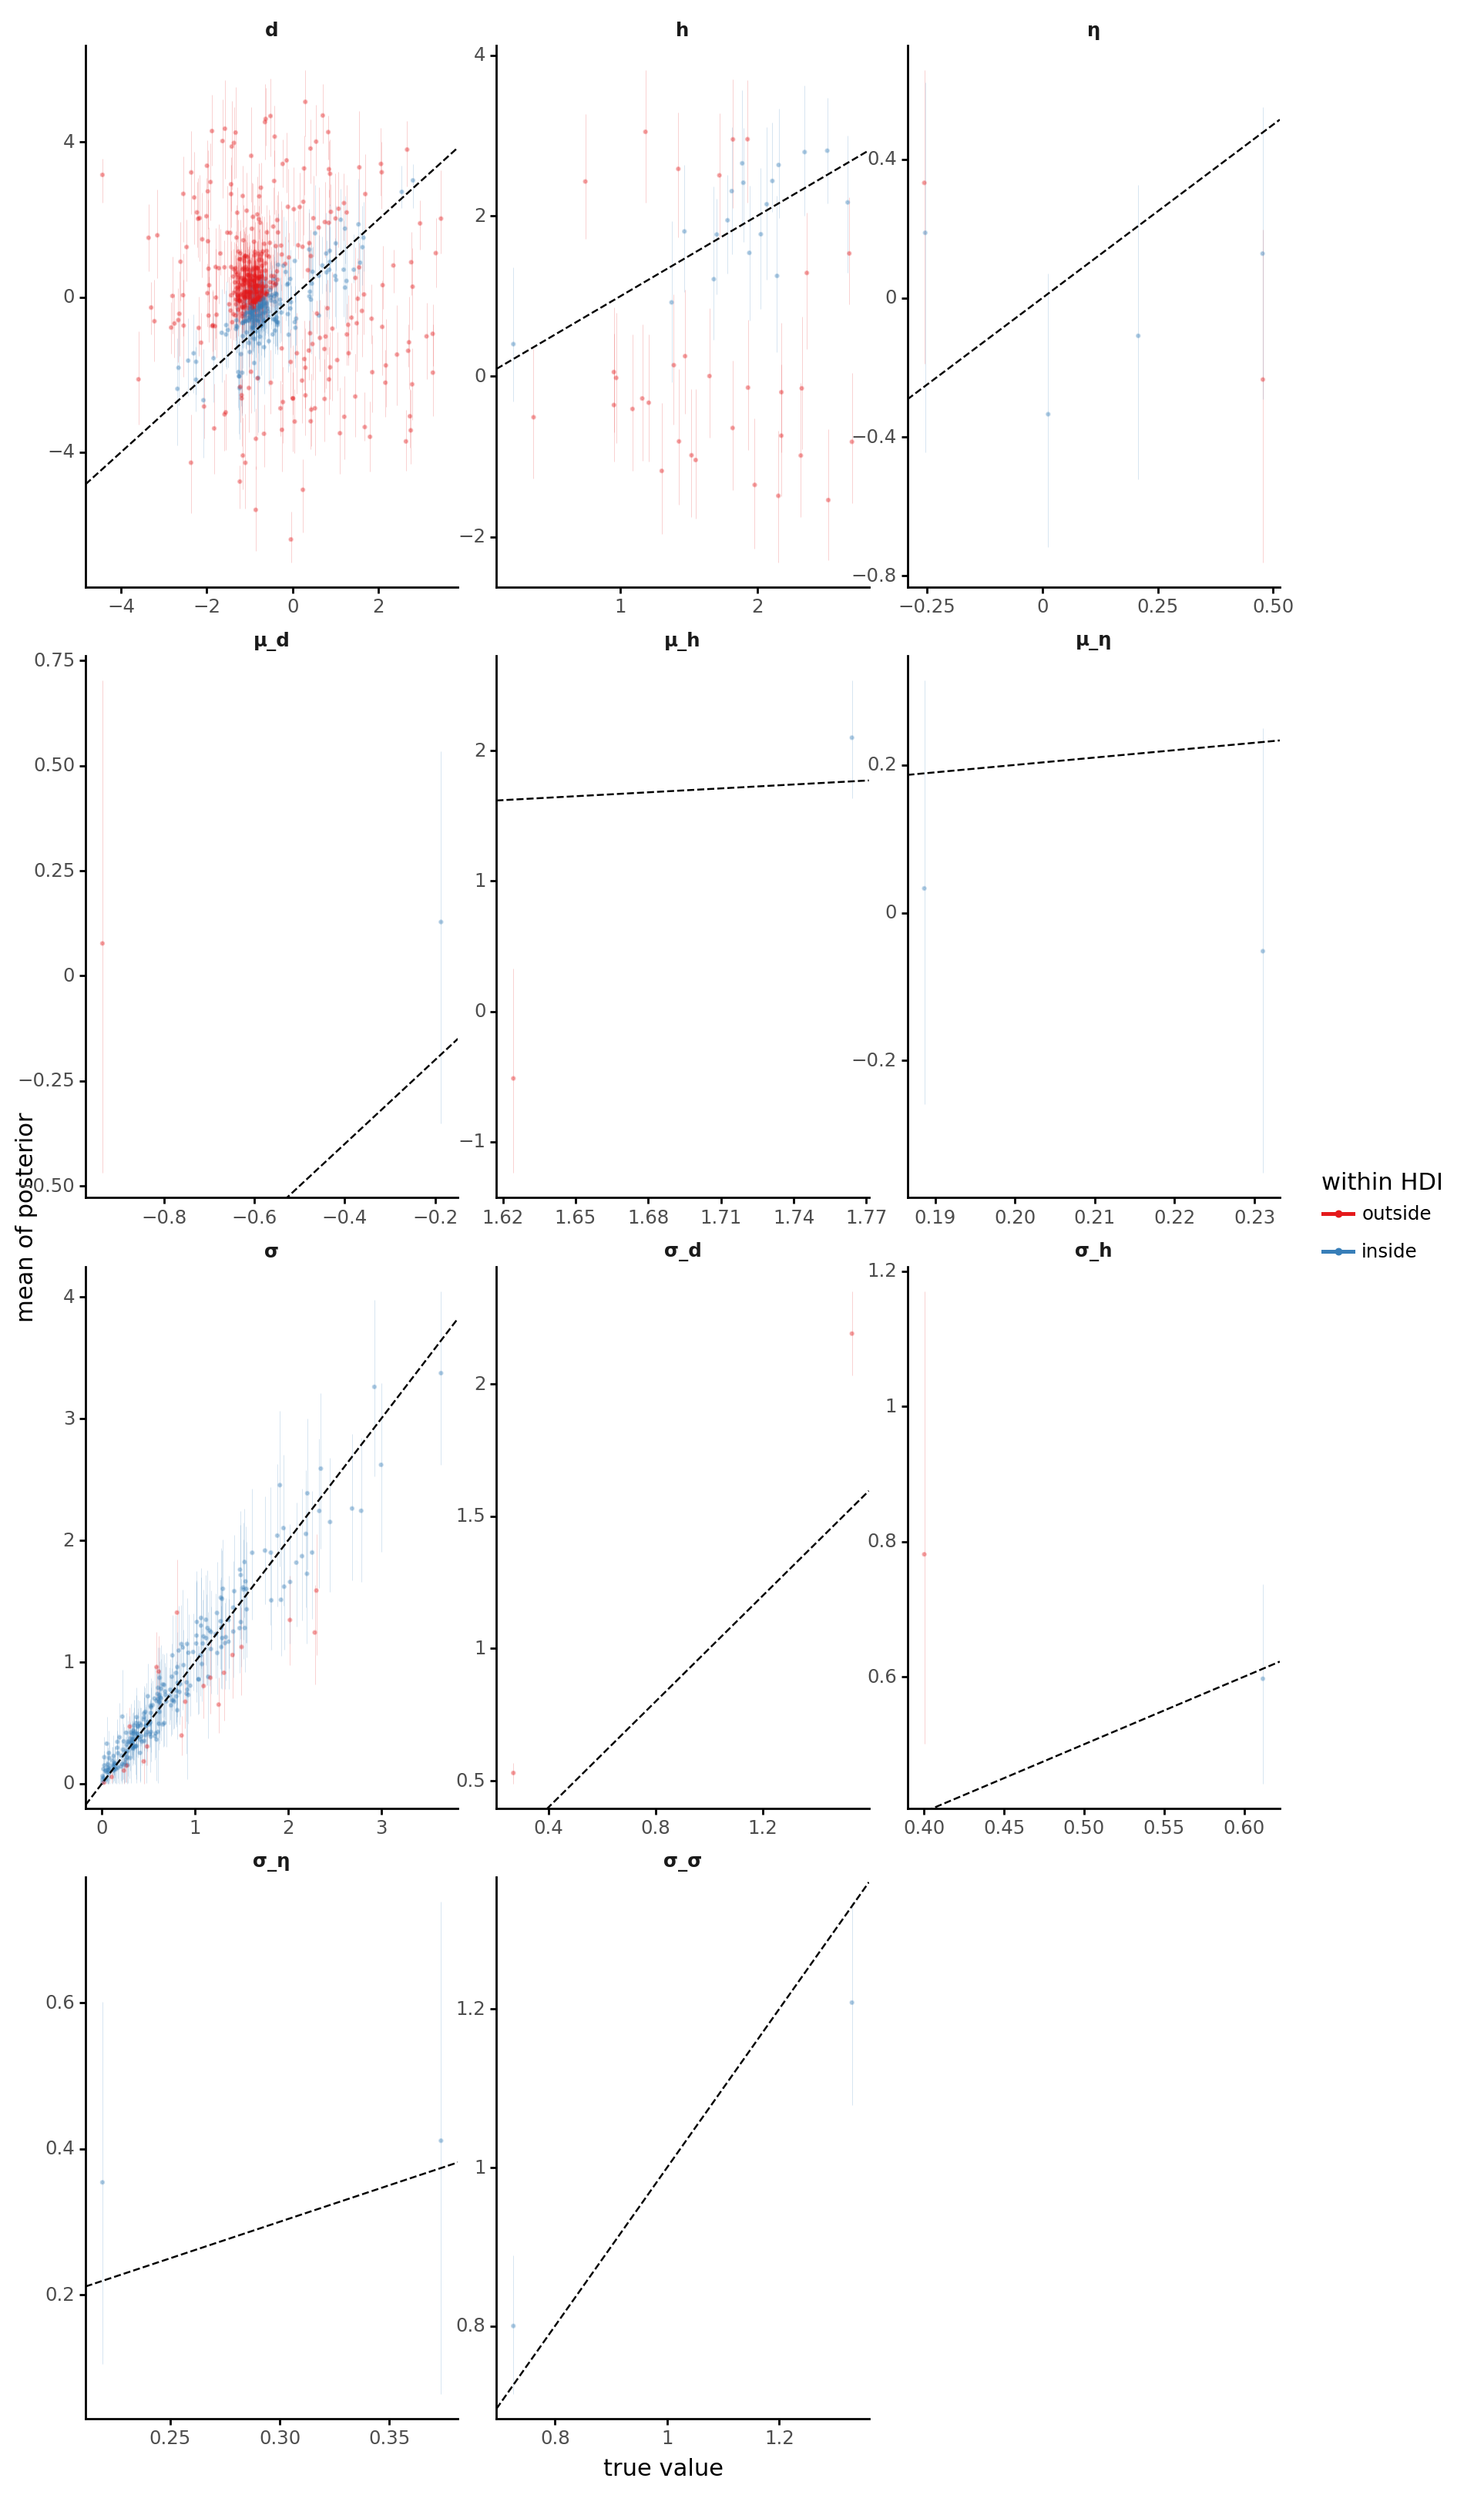 d h η
4
0
−4
−4 −2 0 2
4
2
0
−2
1 2
0.4
0
−0.4
−0.8
−0.25 0 0.25 0.50
μ_d μ_h μ_η
0.75
0.50
0.25
0
−0.25
−0.50
−0.8 −0.6 −0.4 −0.2
2
1
0
−1
1.62 1.65 1.68 1.71 1.74 1.77
0.2
0
−0.2
0.19 0.20 0.21 0.22 0.23
mean of posterior
within HDI
outside
inside
σ σ_d σ_h
4
3
2
1
0
0 1 2 3
2
1.5
1
0.5
0.4 0.8 1.2
1.2
1
0.8
0.6
0.40 0.45 0.50 0.55 0.60
σ_η σ_σ
0.6
0.4
0.2
0.25 0.30 0.35
1.2
1
0.8
0.8 1 1.2
true value